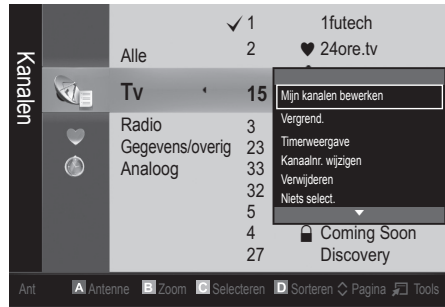 Kanalen
✓ 1 1futech
Alle 2 ♥ 24ore.tv
Tv 15
Radio 3
Gegevens/overig 23
Analoog 33
32
5
4 Coming Soon
27 Discovery
Mijn kanalen bewerken
Vergrend.
Timerweergave
Kanaalnr. wijzigen
Verwijderen
Niets select.
Ant A Antenne B Zoom C Selecteren D Sorteren Pagina Tools